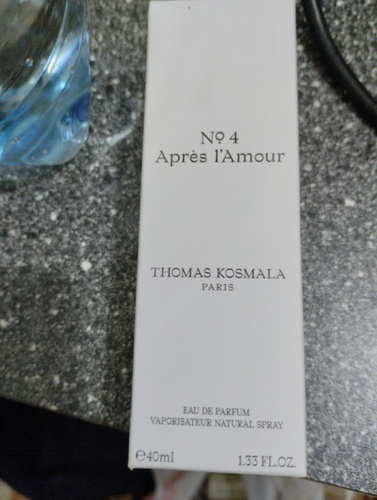 Nº 4
Après l'Amour
THOMAS KOSMALA
PARIS
EAU DE PARFUM
VAPORISATEUR NATURAL SPRAY
℮40ml 1.33 FL.OZ.